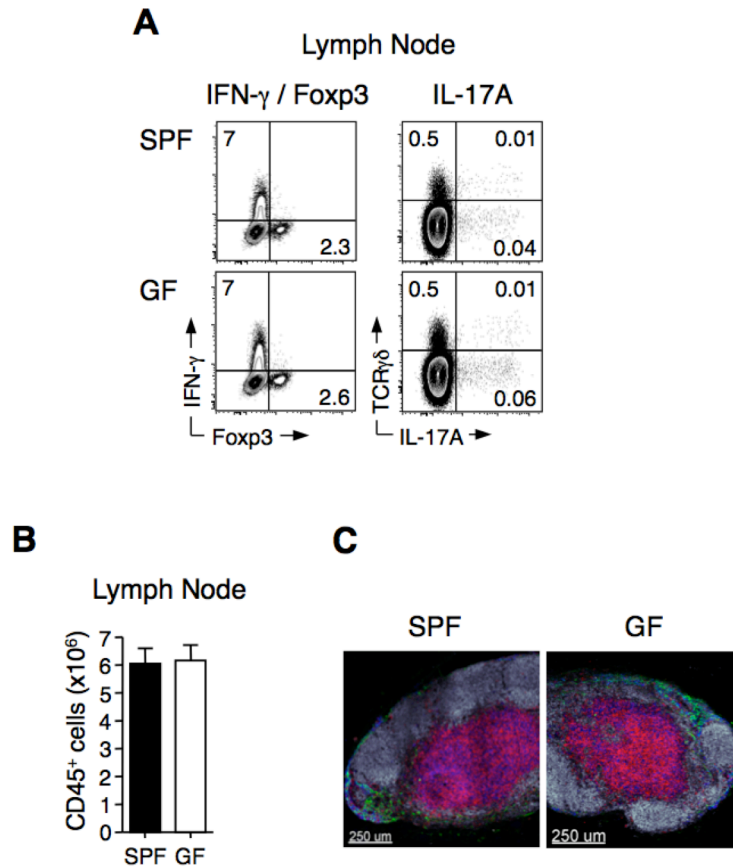 A
Lymph Node
IFN-γ / Foxp3 IL-17A
SPF
7
2.3
0.5 0.01
0.04
GF
7
2.6
0.5 0.01
0.06
IFN-γ
Foxp3
TCRγδ
IL-17A
B
Lymph Node
CD45⁺ cells (x10⁶)
7
6
5
4
3
2
1
0
SPF GF
C
SPF GF
250 um
250 um